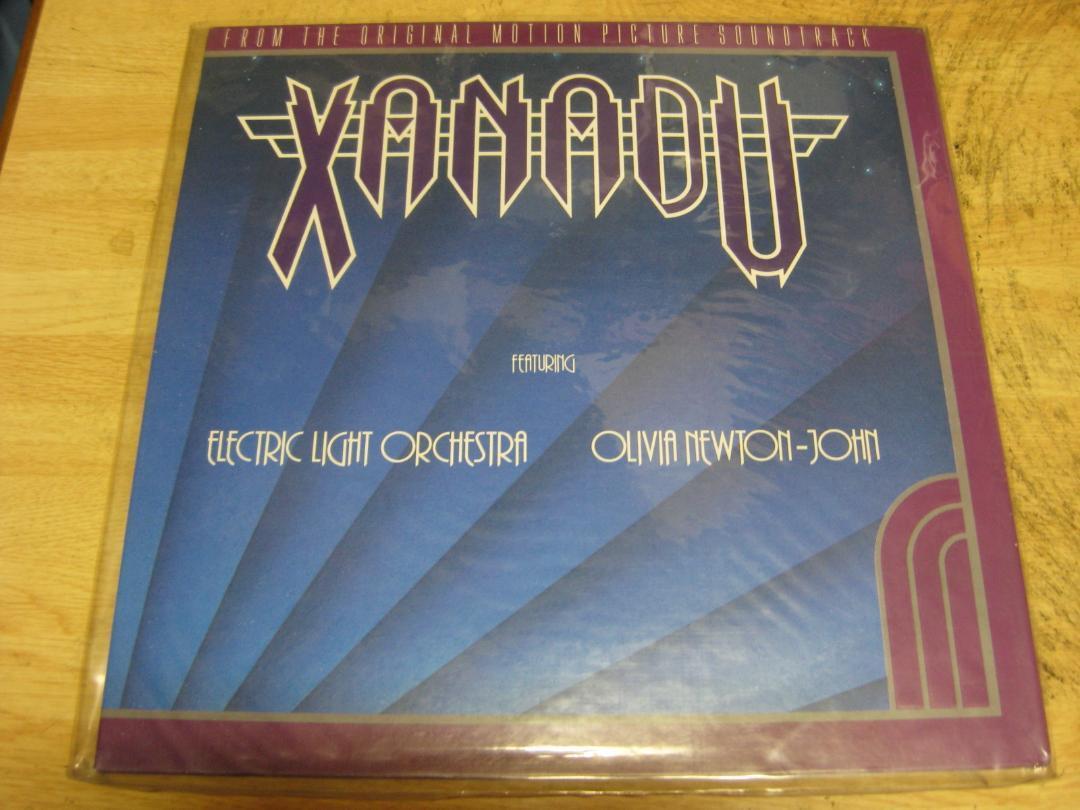 FROM THE ORIGINAL MOTION PICTURE SOUNDTRACK
XANADU
FEATURING
ELECTRIC LIGHT ORCHESTRA OLIVIA NEWTON-JOHN